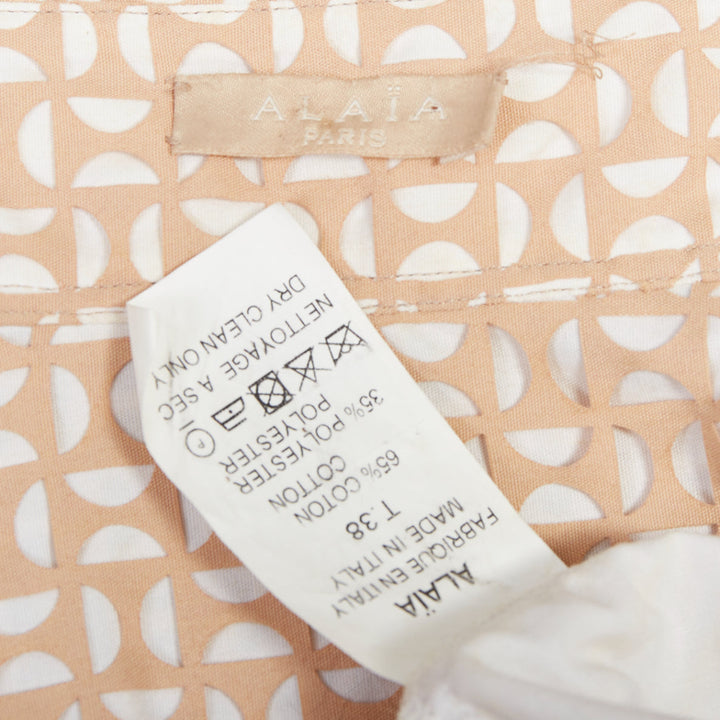 ALAÏA
PARIS
ALAÏA
FABRIQUE EN ITALY
MADE IN ITALY
T.38
65% COTON
COTTON
35% POLYESTER
POLYESTER
P
NETTOYAGE A SEC
DRY CLEAN ONLY